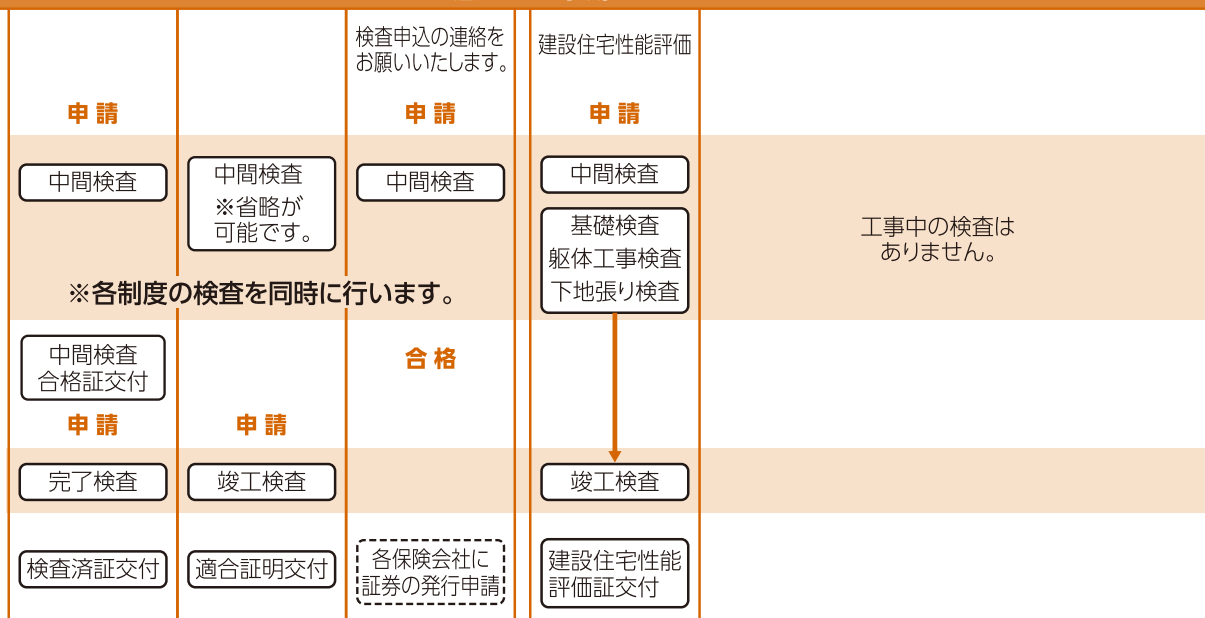 検査申込の連絡を
お願いいたします。
建設住宅性能評価
申請
申請
申請
中間検査
中間検査
※省略が
可能です。
中間検査
中間検査
基礎検査
躯体工事検査
下地張り検査
工事中の検査は
ありません。
※各制度の検査を同時に行います。
中間検査
合格証交付
合格
申請
申請
完了検査
竣工検査
竣工検査
検査済証交付
適合証明交付
各保険会社に
証券の発行申請
建設住宅性能
評価証交付